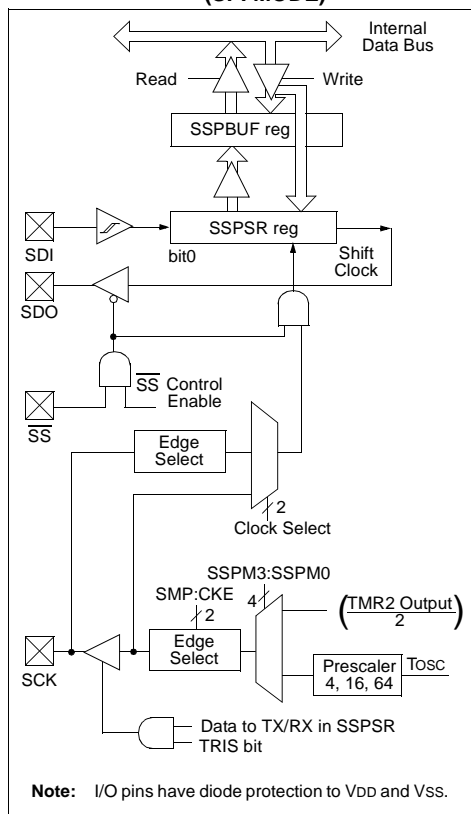 (SPI MODE)
Internal
Data Bus
Read
Write
SSPBUF reg
SSPSR reg
SDI
bit0
Shift
Clock
SDO
SS Control
Enable
SS
Edge
Select
2
Clock Select
SSPM3:SSPM0
SMP:CKE
4
2
(TMR2 Output / 2)
Edge
Select
SCK
Prescaler
4, 16, 64
TOSC
Data to TX/RX in SSPSR
TRIS bit
Note: I/O pins have diode protection to VDD and VSS.